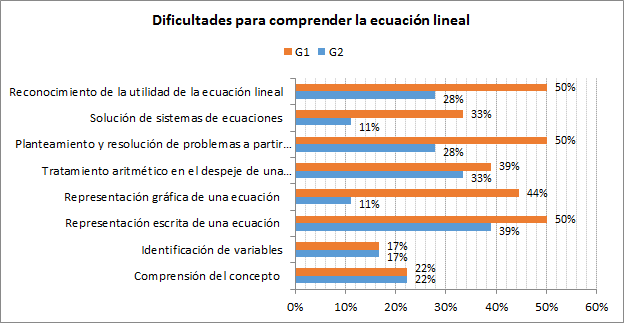 Dificultades para comprender la ecuación lineal
G1 G2
Reconocimiento de la utilidad de la ecuación lineal 50% 28%
Solución de sistemas de ecuaciones 33% 11%
Planteamiento y resolución de problemas a partir... 50% 28%
Tratamiento aritmético en el despeje de una... 39% 33%
Representación gráfica de una ecuación 44% 11%
Representación escrita de una ecuación 50% 39%
Identificación de variables 17% 17%
Comprensión del concepto 22% 22%
0% 10% 20% 30% 40% 50% 60%